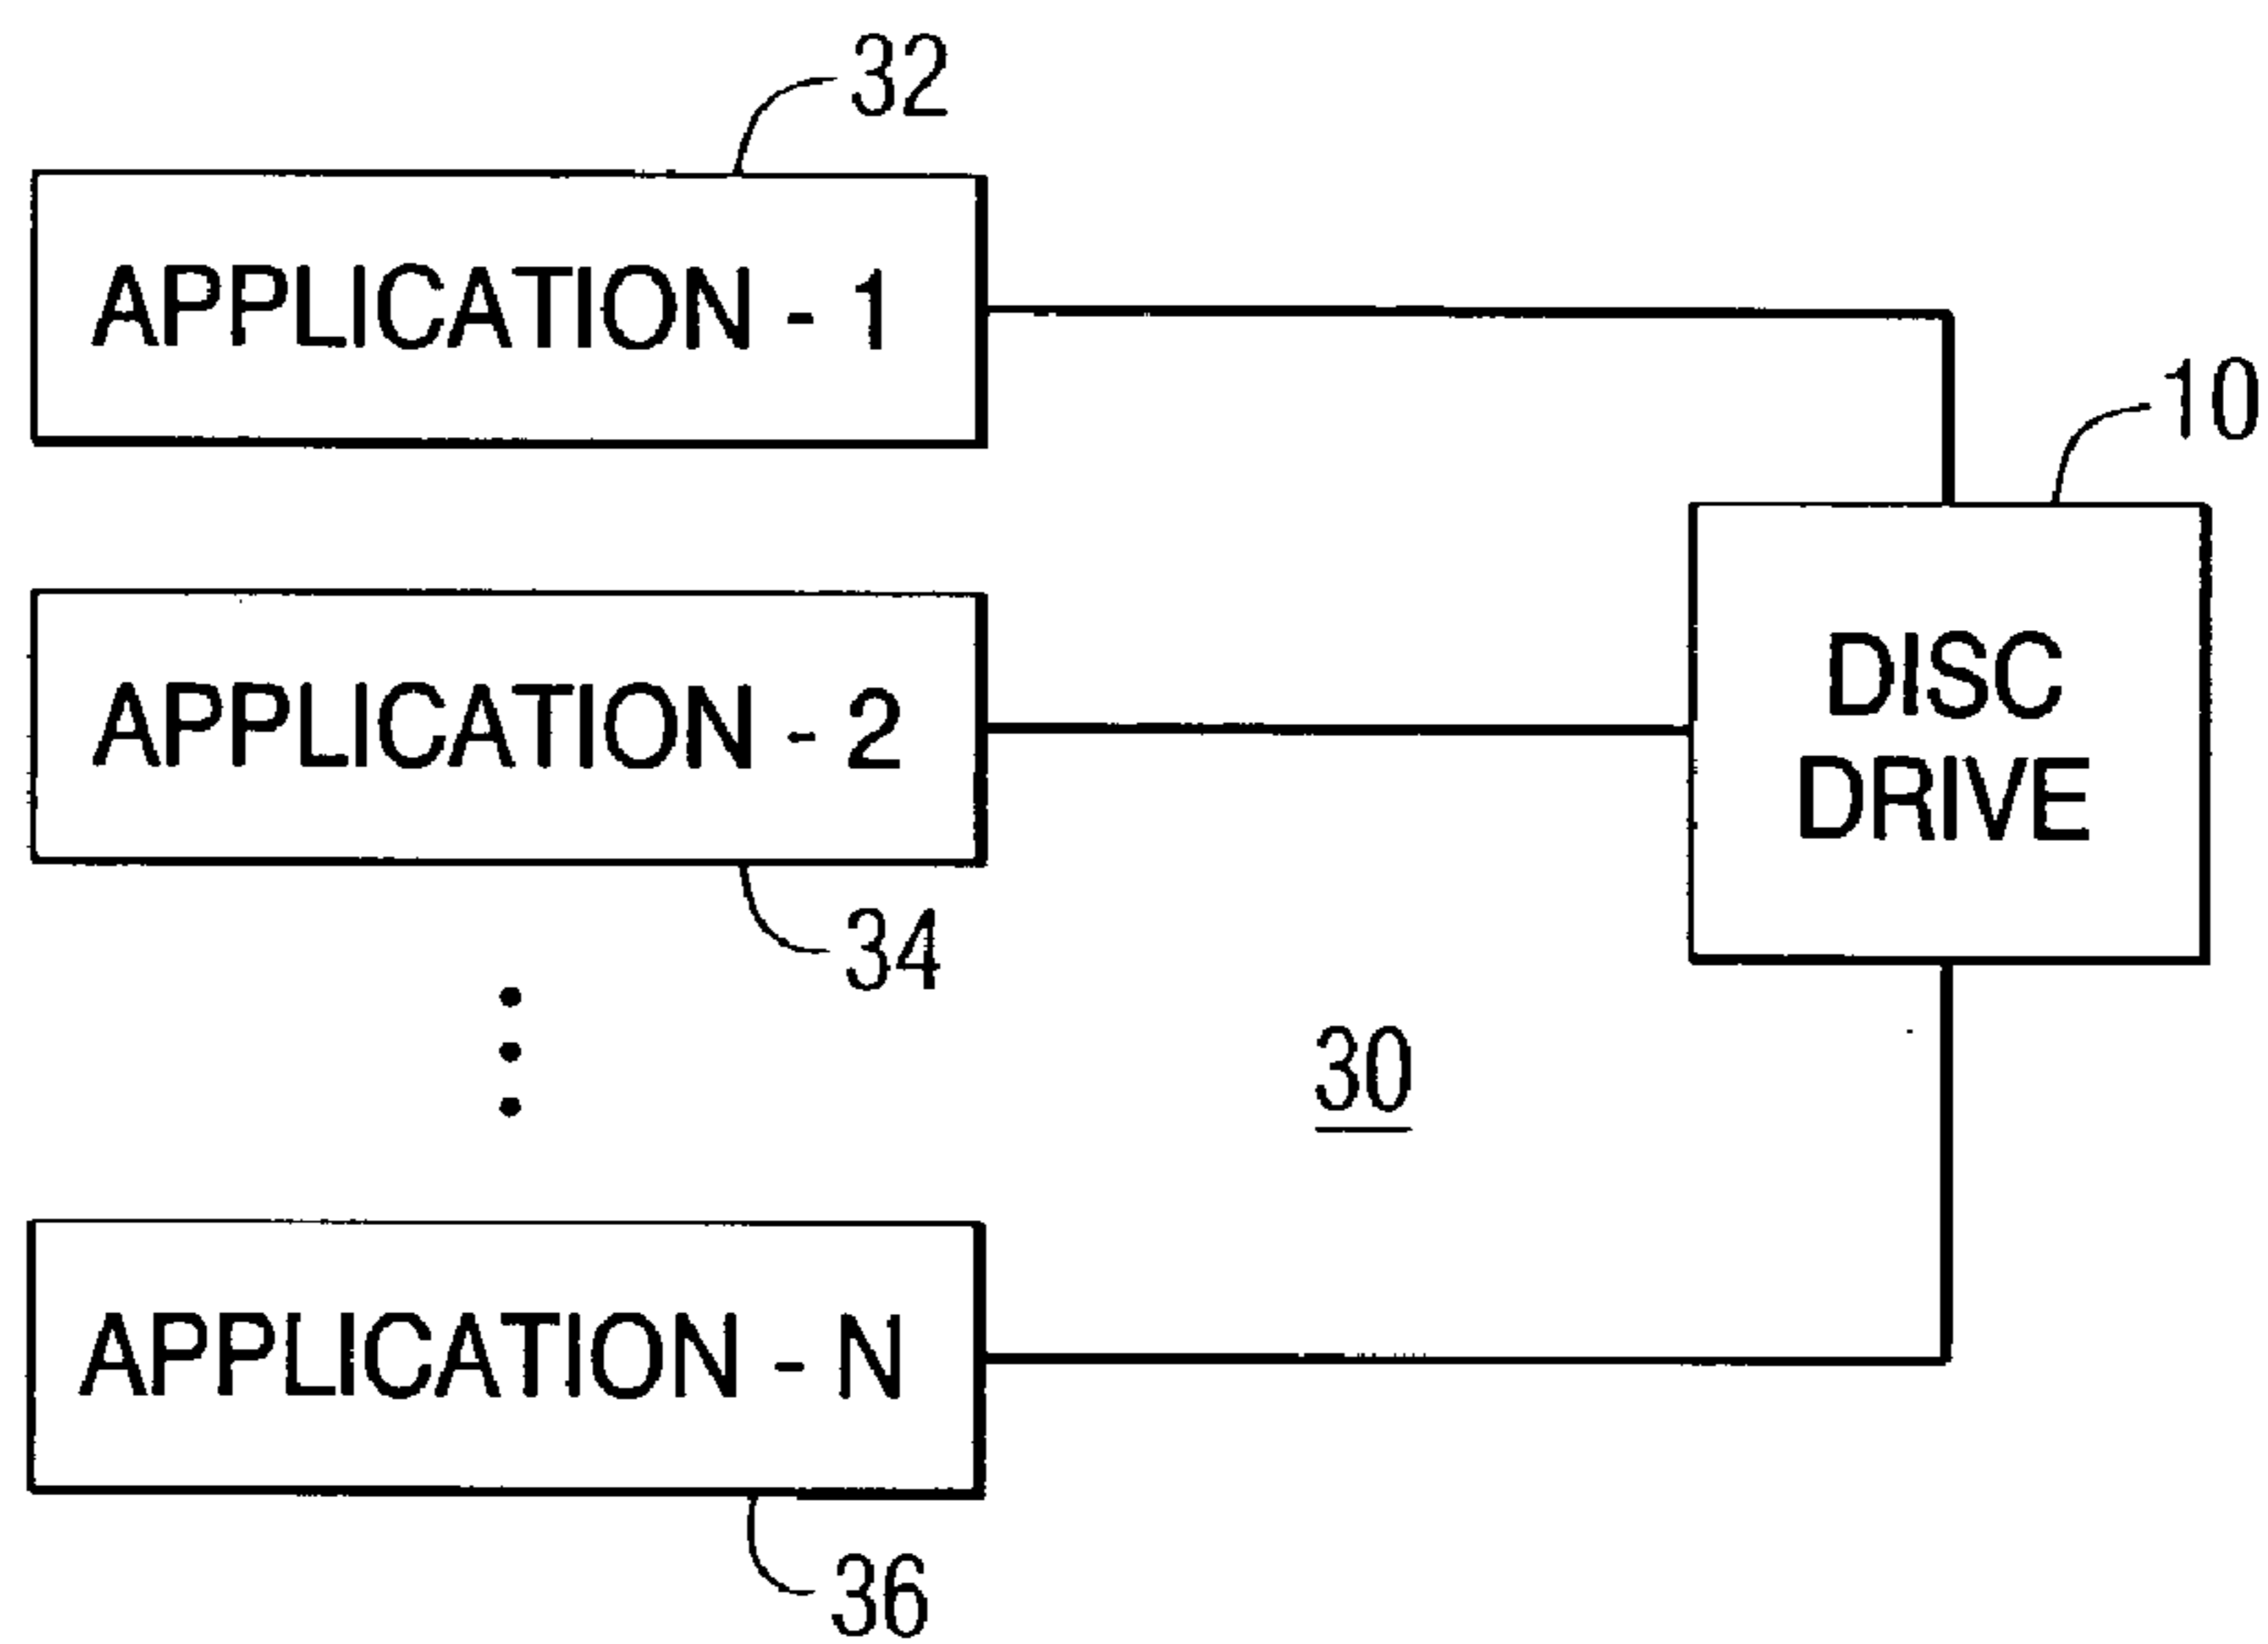 32
APPLICATION - 1
10
APPLICATION - 2
DISC
DRIVE
34
30
APPLICATION - N
36